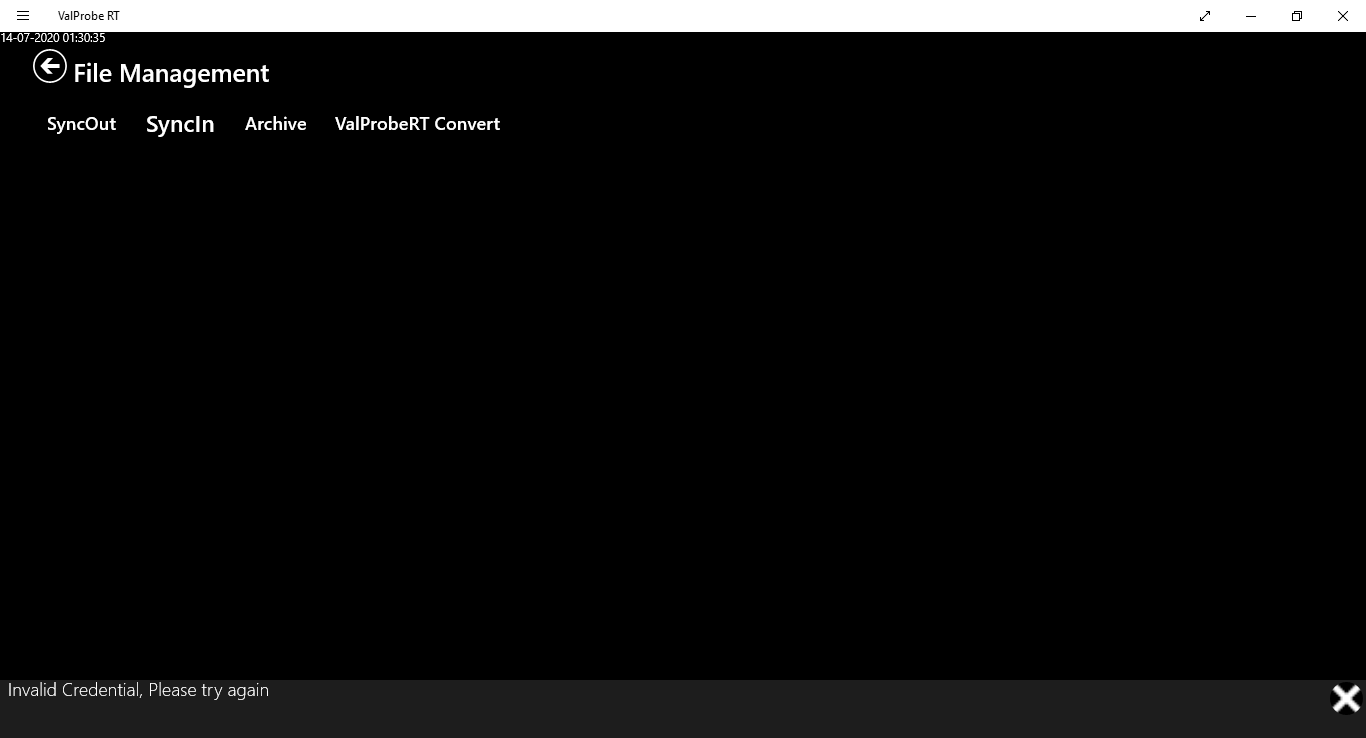 ValProbe RT
14-07-2020 01:30:35
File Management
SyncOut SyncIn Archive ValProbeRT Convert
Invalid Credential, Please try again